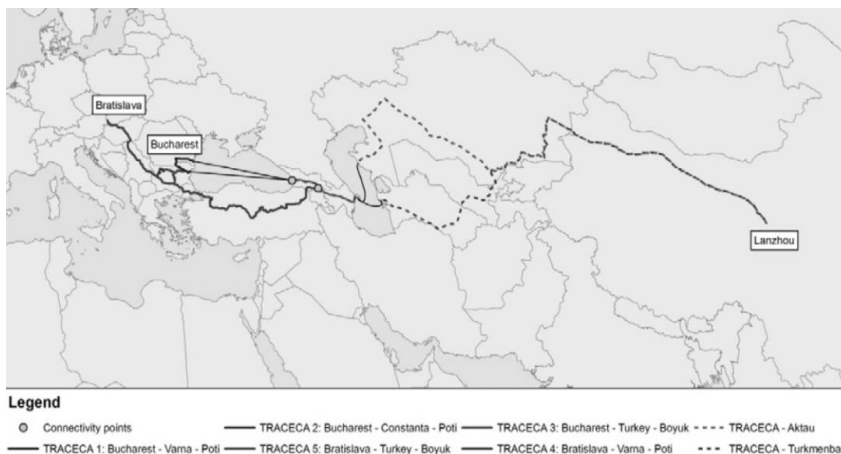 Bratislava
Bucharest
Lanzhou
Legend
Connectivity points
TRACECA 2: Bucharest - Constanta - Poti
TRACECA 3: Bucharest - Turkey - Boyuk
TRACECA - Aktau
TRACECA 1: Bucharest - Varna - Poti
TRACECA 5: Bratislava - Turkey - Boyuk
TRACECA 4: Bratislava - Varna - Poti
TRACECA - Turkmenba